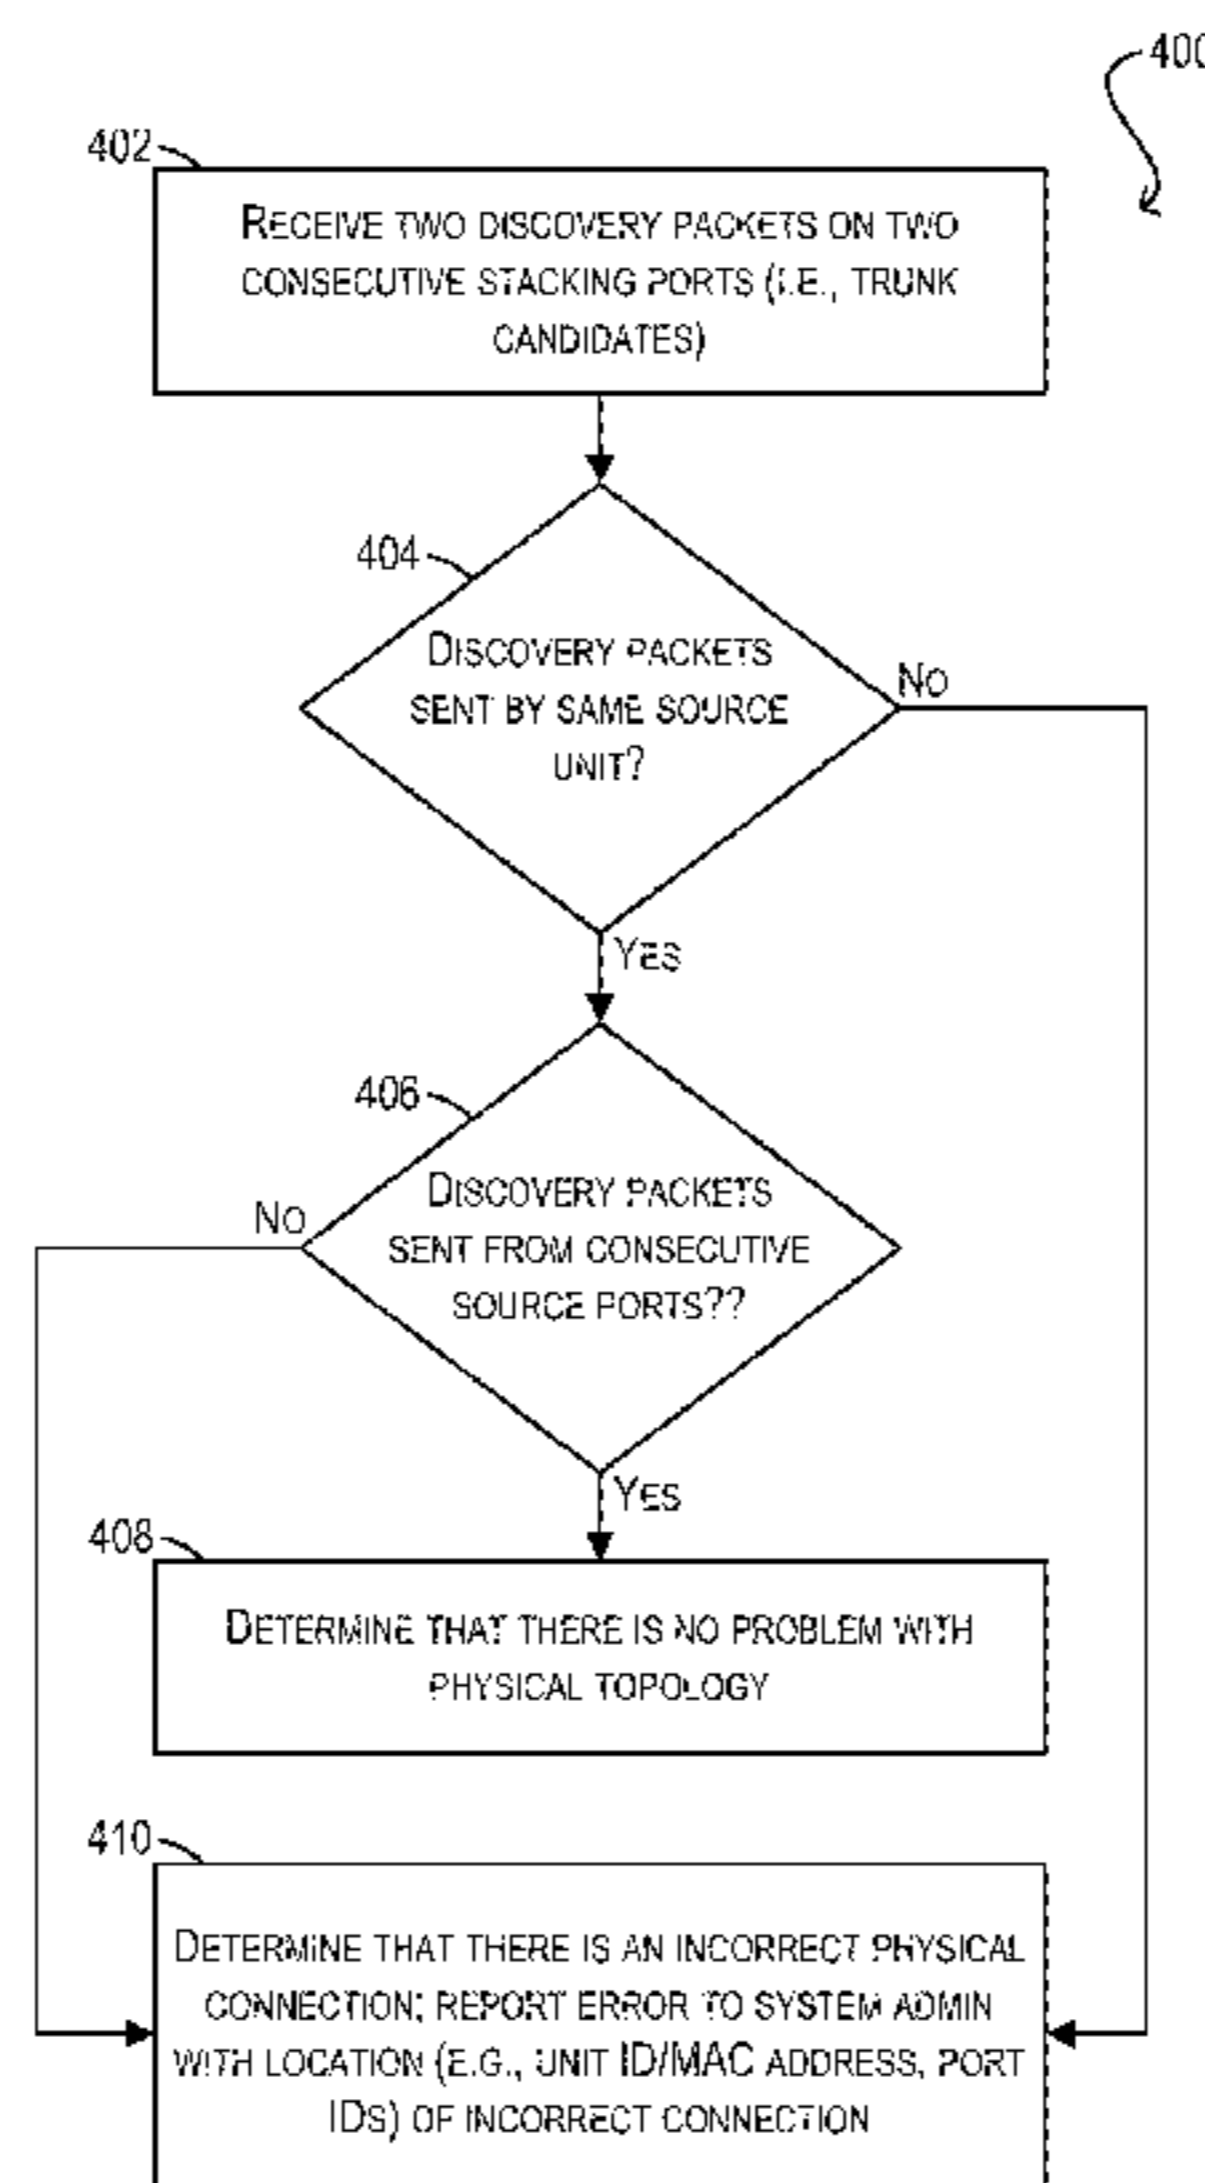 400
402
RECEIVE TWO DISCOVERY PACKETS ON TWO
CONSECUTIVE STACKING PORTS (I.E., TRUNK
CANDIDATES)
404
DISCOVERY PACKETS
SENT BY SAME SOURCE
UNIT?
NO
YES
406
DISCOVERY PACKETS
SENT FROM CONSECUTIVE
SOURCE PORTS??
NO
YES
408
DETERMINE THAT THERE IS NO PROBLEM WITH
PHYSICAL TOPOLOGY
410
DETERMINE THAT THERE IS AN INCORRECT PHYSICAL
CONNECTION; REPORT ERROR TO SYSTEM ADMIN
WITH LOCATION (E.G., UNIT ID/MAC ADDRESS, PORT
IDS) OF INCORRECT CONNECTION